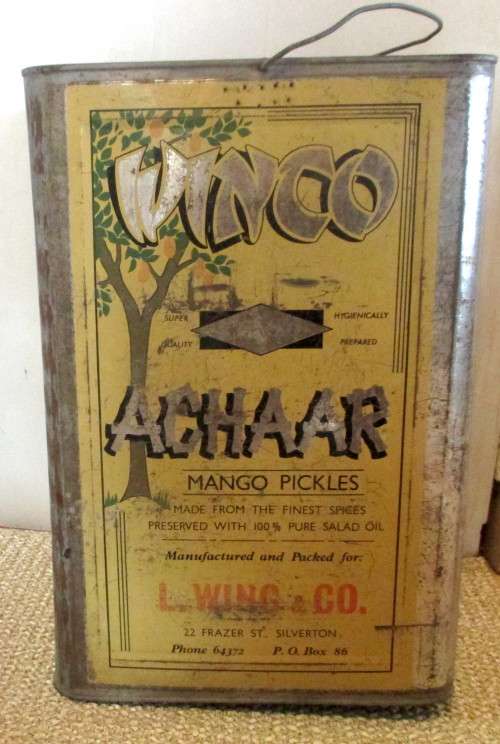 WINCO
SUPER QUALITY
HYGIENICALLY PREPARED
ACHAAR
MANGO PICKLES
MADE FROM THE FINEST SPICES
PRESERVED WITH 100% PURE SALAD OIL
Manufactured and Packed for:
L. WING & CO.
22 FRAZER ST. SILVERTON,
Phone 64372 P. O. Box 86